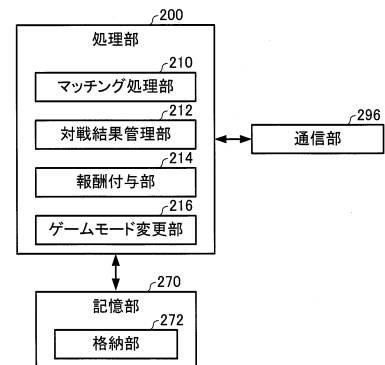 200
処理部
210
マッチング処理部
212
対戦結果管理部
214
報酬付与部
216
ゲームモード変更部
296
通信部
270
記憶部
272
格納部